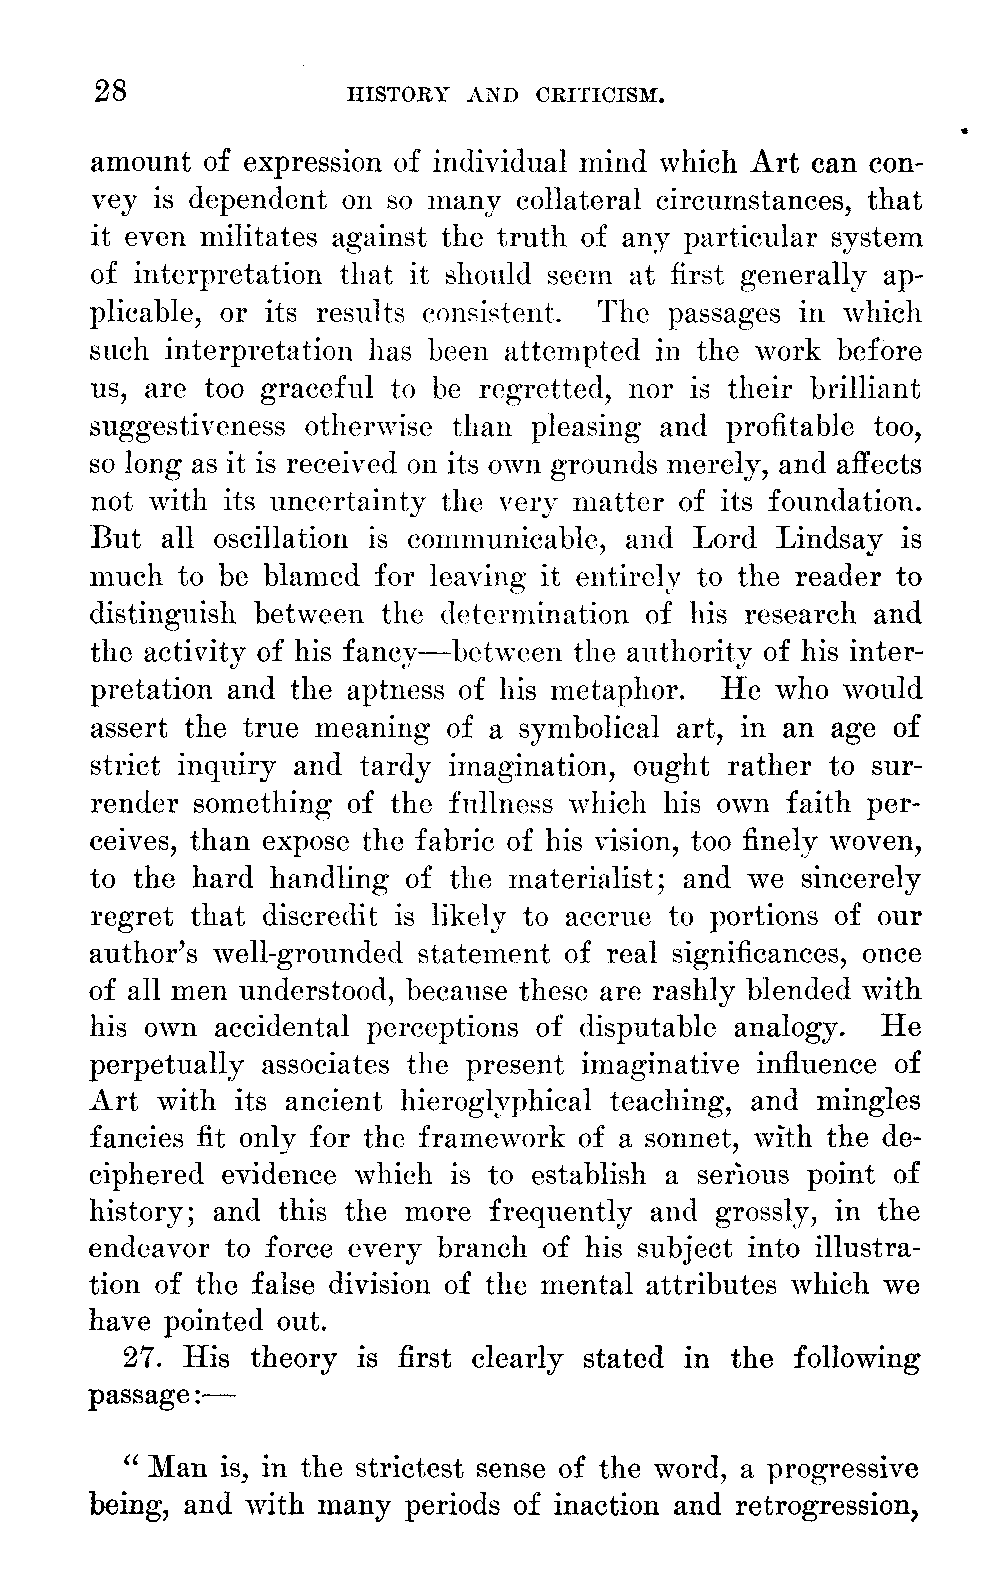 28 HISTORY AND CRITICISM.
amount of expression of individual mind which Art can con-
vey is dependent on so many collateral circumstances, that
it even militates against the truth of any particular system
of interpretation that it should seem at first generally ap-
plicable, or its results consistent. The passages in which
such interpretation has been attempted in the work before
us, are too graceful to be regretted, nor is their brilliant
suggestiveness otherwise than pleasing and profitable too,
so long as it is received on its own grounds merely, and affects
not with its uncertainty the very matter of its foundation.
But all oscillation is communicable, and Lord Lindsay is
much to be blamed for leaving it entirely to the reader to
distinguish between the determination of his research and
the activity of his fancy—between the authority of his inter-
pretation and the aptness of his metaphor. He who would
assert the true meaning of a symbolical art, in an age of
strict inquiry and tardy imagination, ought rather to sur-
render something of the fullness which his own faith per-
ceives, than expose the fabric of his vision, too finely woven,
to the hard handling of the materialist; and we sincerely
regret that discredit is likely to accrue to portions of our
author's well-grounded statement of real significances, once
of all men understood, because these are rashly blended with
his own accidental perceptions of disputable analogy. He
perpetually associates the present imaginative influence of
Art with its ancient hieroglyphical teaching, and mingles
fancies fit only for the framework of a sonnet, with the de-
ciphered evidence which is to establish a serious point of
history; and this the more frequently and grossly, in the
endeavor to force every branch of his subject into illustra-
tion of the false division of the mental attributes which we
have pointed out.
27. His theory is first clearly stated in the following
passage:—
“Man is, in the strictest sense of the word, a progressive
being, and with many periods of inaction and retrogression,